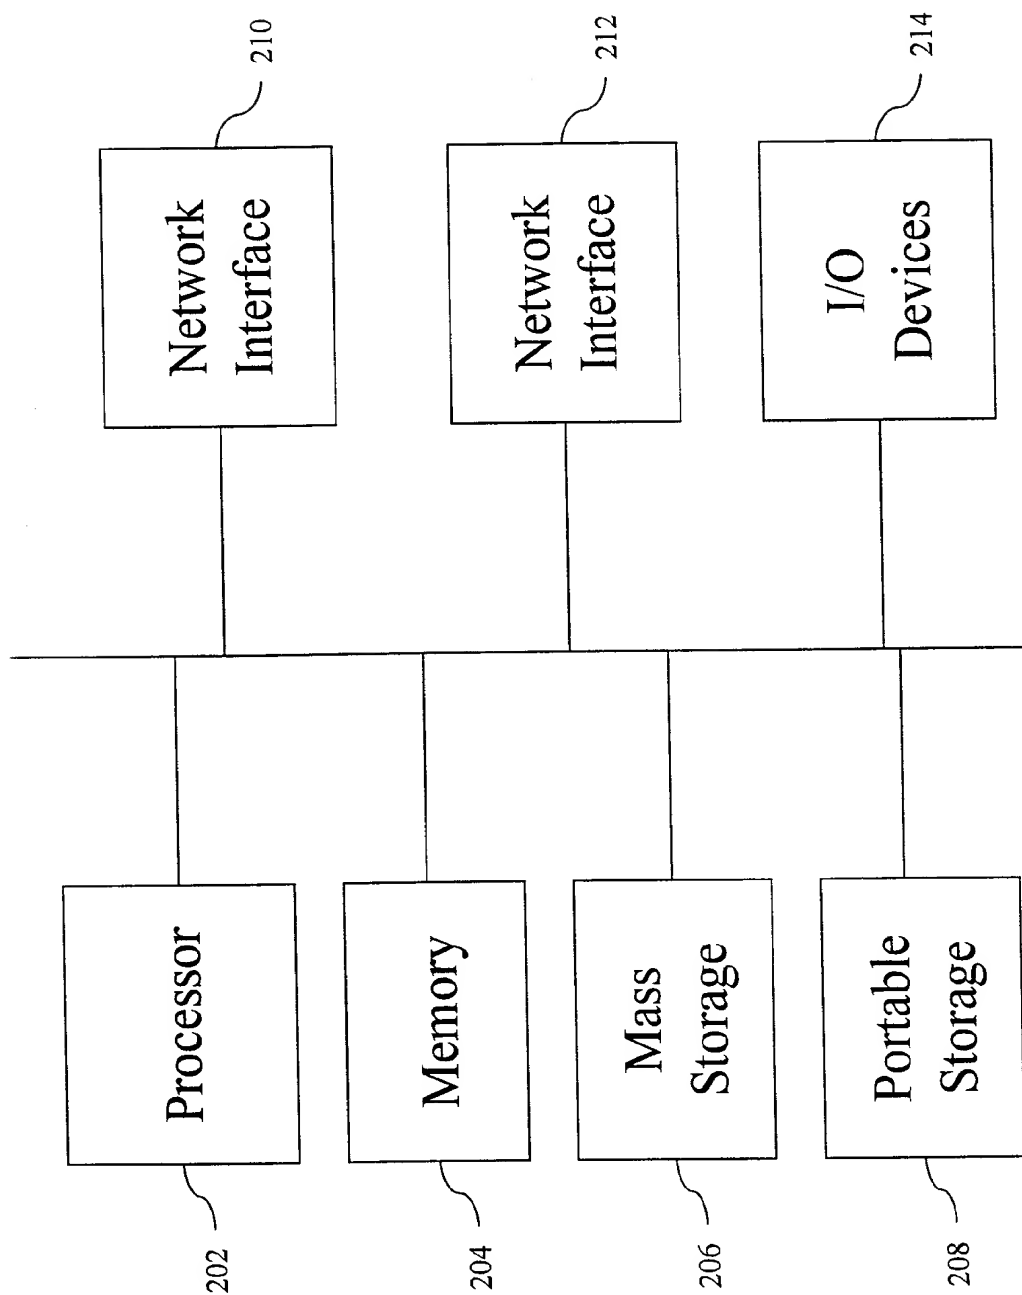 202
Processor
204
Memory
206
Mass
Storage
208
Portable
Storage
Network
Interface
210
Network
Interface
212
I/O
Devices
214